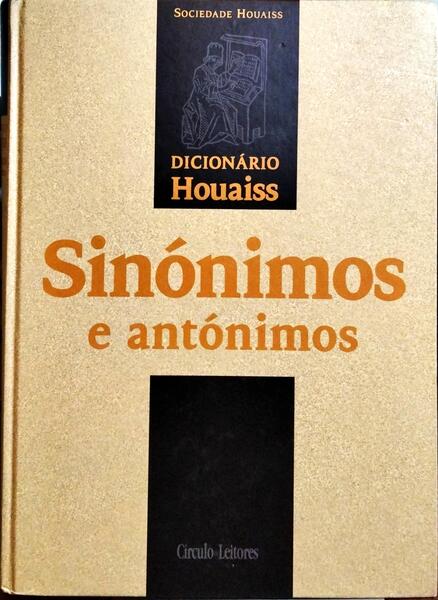 SOCIEDADE HOUAISS
DICIONÁRIO
Houaiss
Sinónimos
e antónimos
Círculo de Leitores